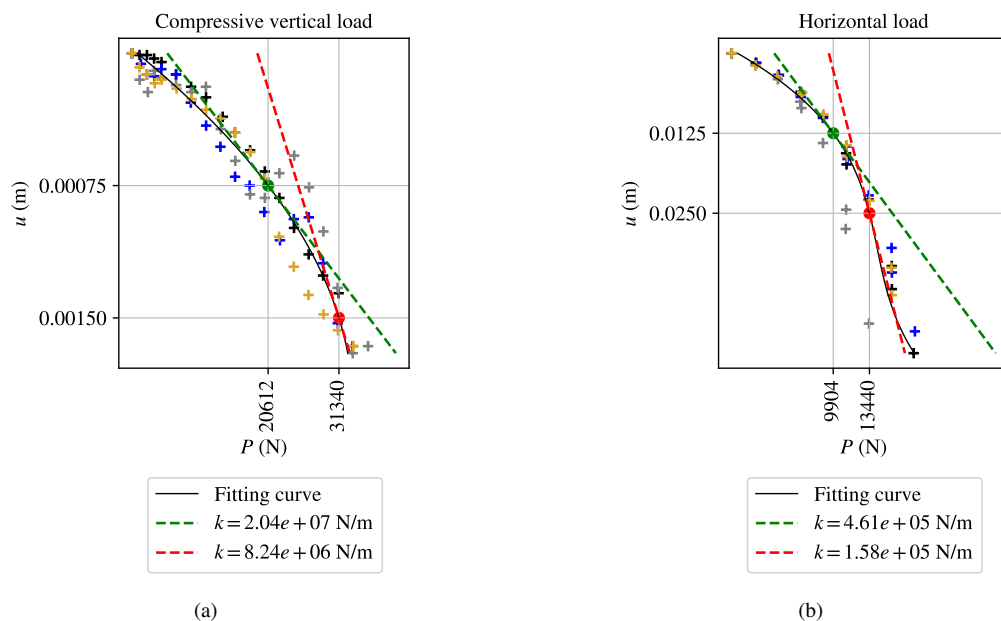 Compressive vertical load
u (m)
0.00075
0.00150
20612
31340
P (N)
Fitting curve
k = 2.04e + 07 N/m
k = 8.24e + 06 N/m
(a)
Horizontal load
u (m)
0.0125
0.0250
9904
13440
P (N)
Fitting curve
k = 4.61e + 05 N/m
k = 1.58e + 05 N/m
(b)